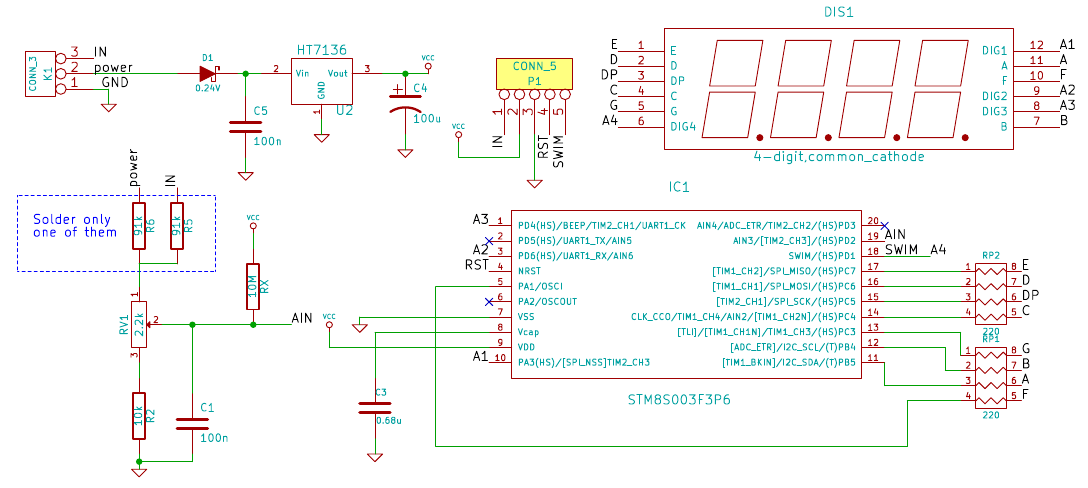 DIS1
CONN_3
K1
3
IN
2
power
1
GND
D1
0.24V
HT7136
2
Vin
Vout
3
GND
1
U2
VCC
C4
100u
C5
100n
CONN_5
P1
1
2
3
4
5
VCC
IN
RST
SWIM
E 1 E
D 2 D
DP 3 DP
C 4 C
G 5 G
A4 6 DIG4
DIG1 12 A1
A 11 A
F 10 F
DIG2 9 A2
DIG3 8 A3
B 7 B
4-digit,common_cathode
power
IN
Solder only
one of them
91k
R6
91k
R5
VCC
10M
RX
1
RV1
2.2k
2
3
AIN
10k
R2
C1
100n
VCC
C3
0.68u
IC1
A3 1 PD4(HS)/BEEP/TIM2_CH1/UART1_CK
2 PD5(HS)/UART1_TX/AIN5
A2 3 PD6(HS)/UART1_RX/AIN6
RST 4 NRST
5 PA1/OSCI
6 PA2/OSCOUT
7 VSS
8 Vcap
9 VDD
A1 10 PA3(HS)/[SPI_NSS]TIM2_CH3
AIN4/ADC_ETR/TIM2_CH2/(HS)PD3 20
AIN3/[TIM2_CH3]/(HS)PD2 19 AIN
SWIM/(HS)PD1 18 SWIM A4
[TIM1_CH2]/SPI_MISO/(HS)PC7 17
[TIM1_CH1]/SPI_MOSI/(HS)PC6 16
[TIM2_CH1]/SPI_SCK/(HS)PC5 15
CLK_CCO/TIM1_CH4/AIN2/[TIM1_CH2N]/(HS)PC4 14
[TLI]/[TIM1_CH1N]/TIM1_CH3/(HS)PC3 13
[ADC_ETR]/I2C_SCL/(T)PB4 12
[TIM1_BKIN]/I2C_SDA/(T)PB5 11
STM8S003F3P6
RP2
1 8 E
2 7 D
3 6 DP
4 5 C
220
RP1
1 8 G
2 7 B
3 6 A
4 5 F
220